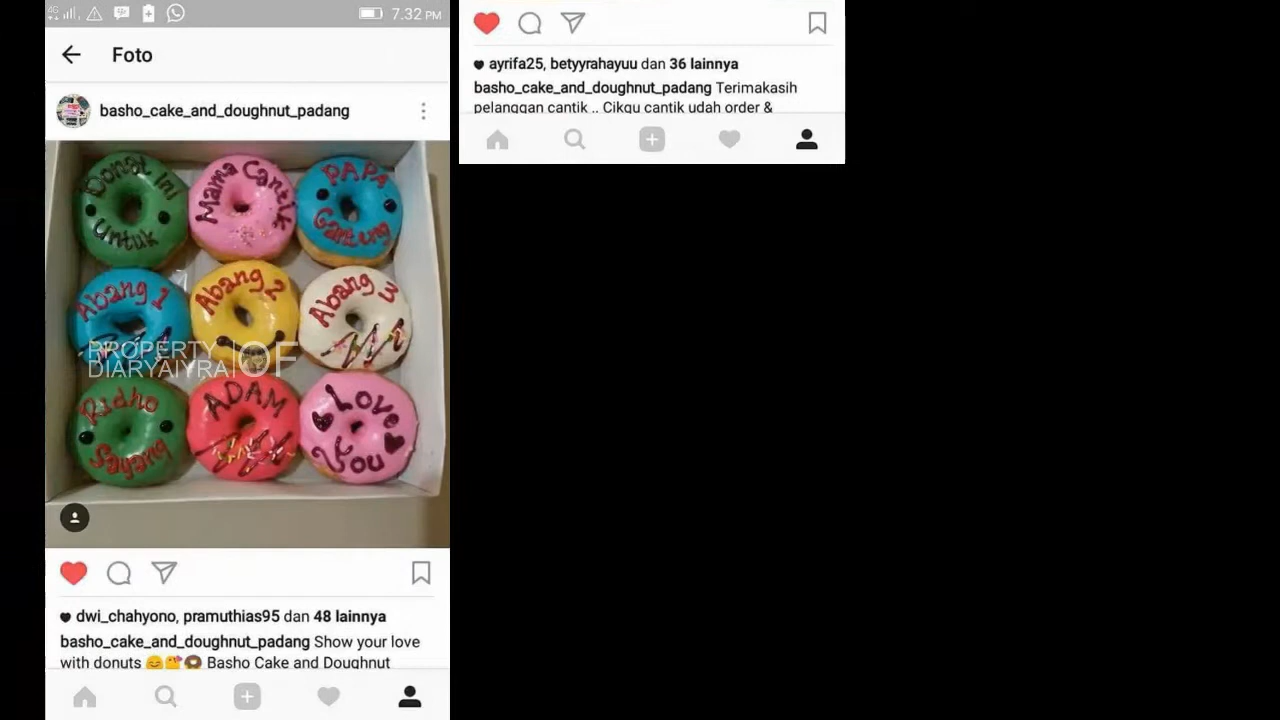 4G
7.32 PM
Foto
basho_cake_and_doughnut_padang
Donat Ini
Untuk
Mama Cantik
PAPA
Ganteng
Abang 1
Abang 2
Abang 3
PROPERTY
DIARYAIYRA
OF
Ridho
Sayang
ADAM
Love
You
dwi_chahyono, pramuthias95 dan 48 lainnya
basho_cake_and_doughnut_padang Show your love
with donuts 🤗😘🍩 Basho Cake and Doughnut
ayrifa25, betyyrahayuu dan 36 lainnya
basho_cake_and_doughnut_padang Terimakasih
pelanggan cantik .. Cikgu cantik udah order &